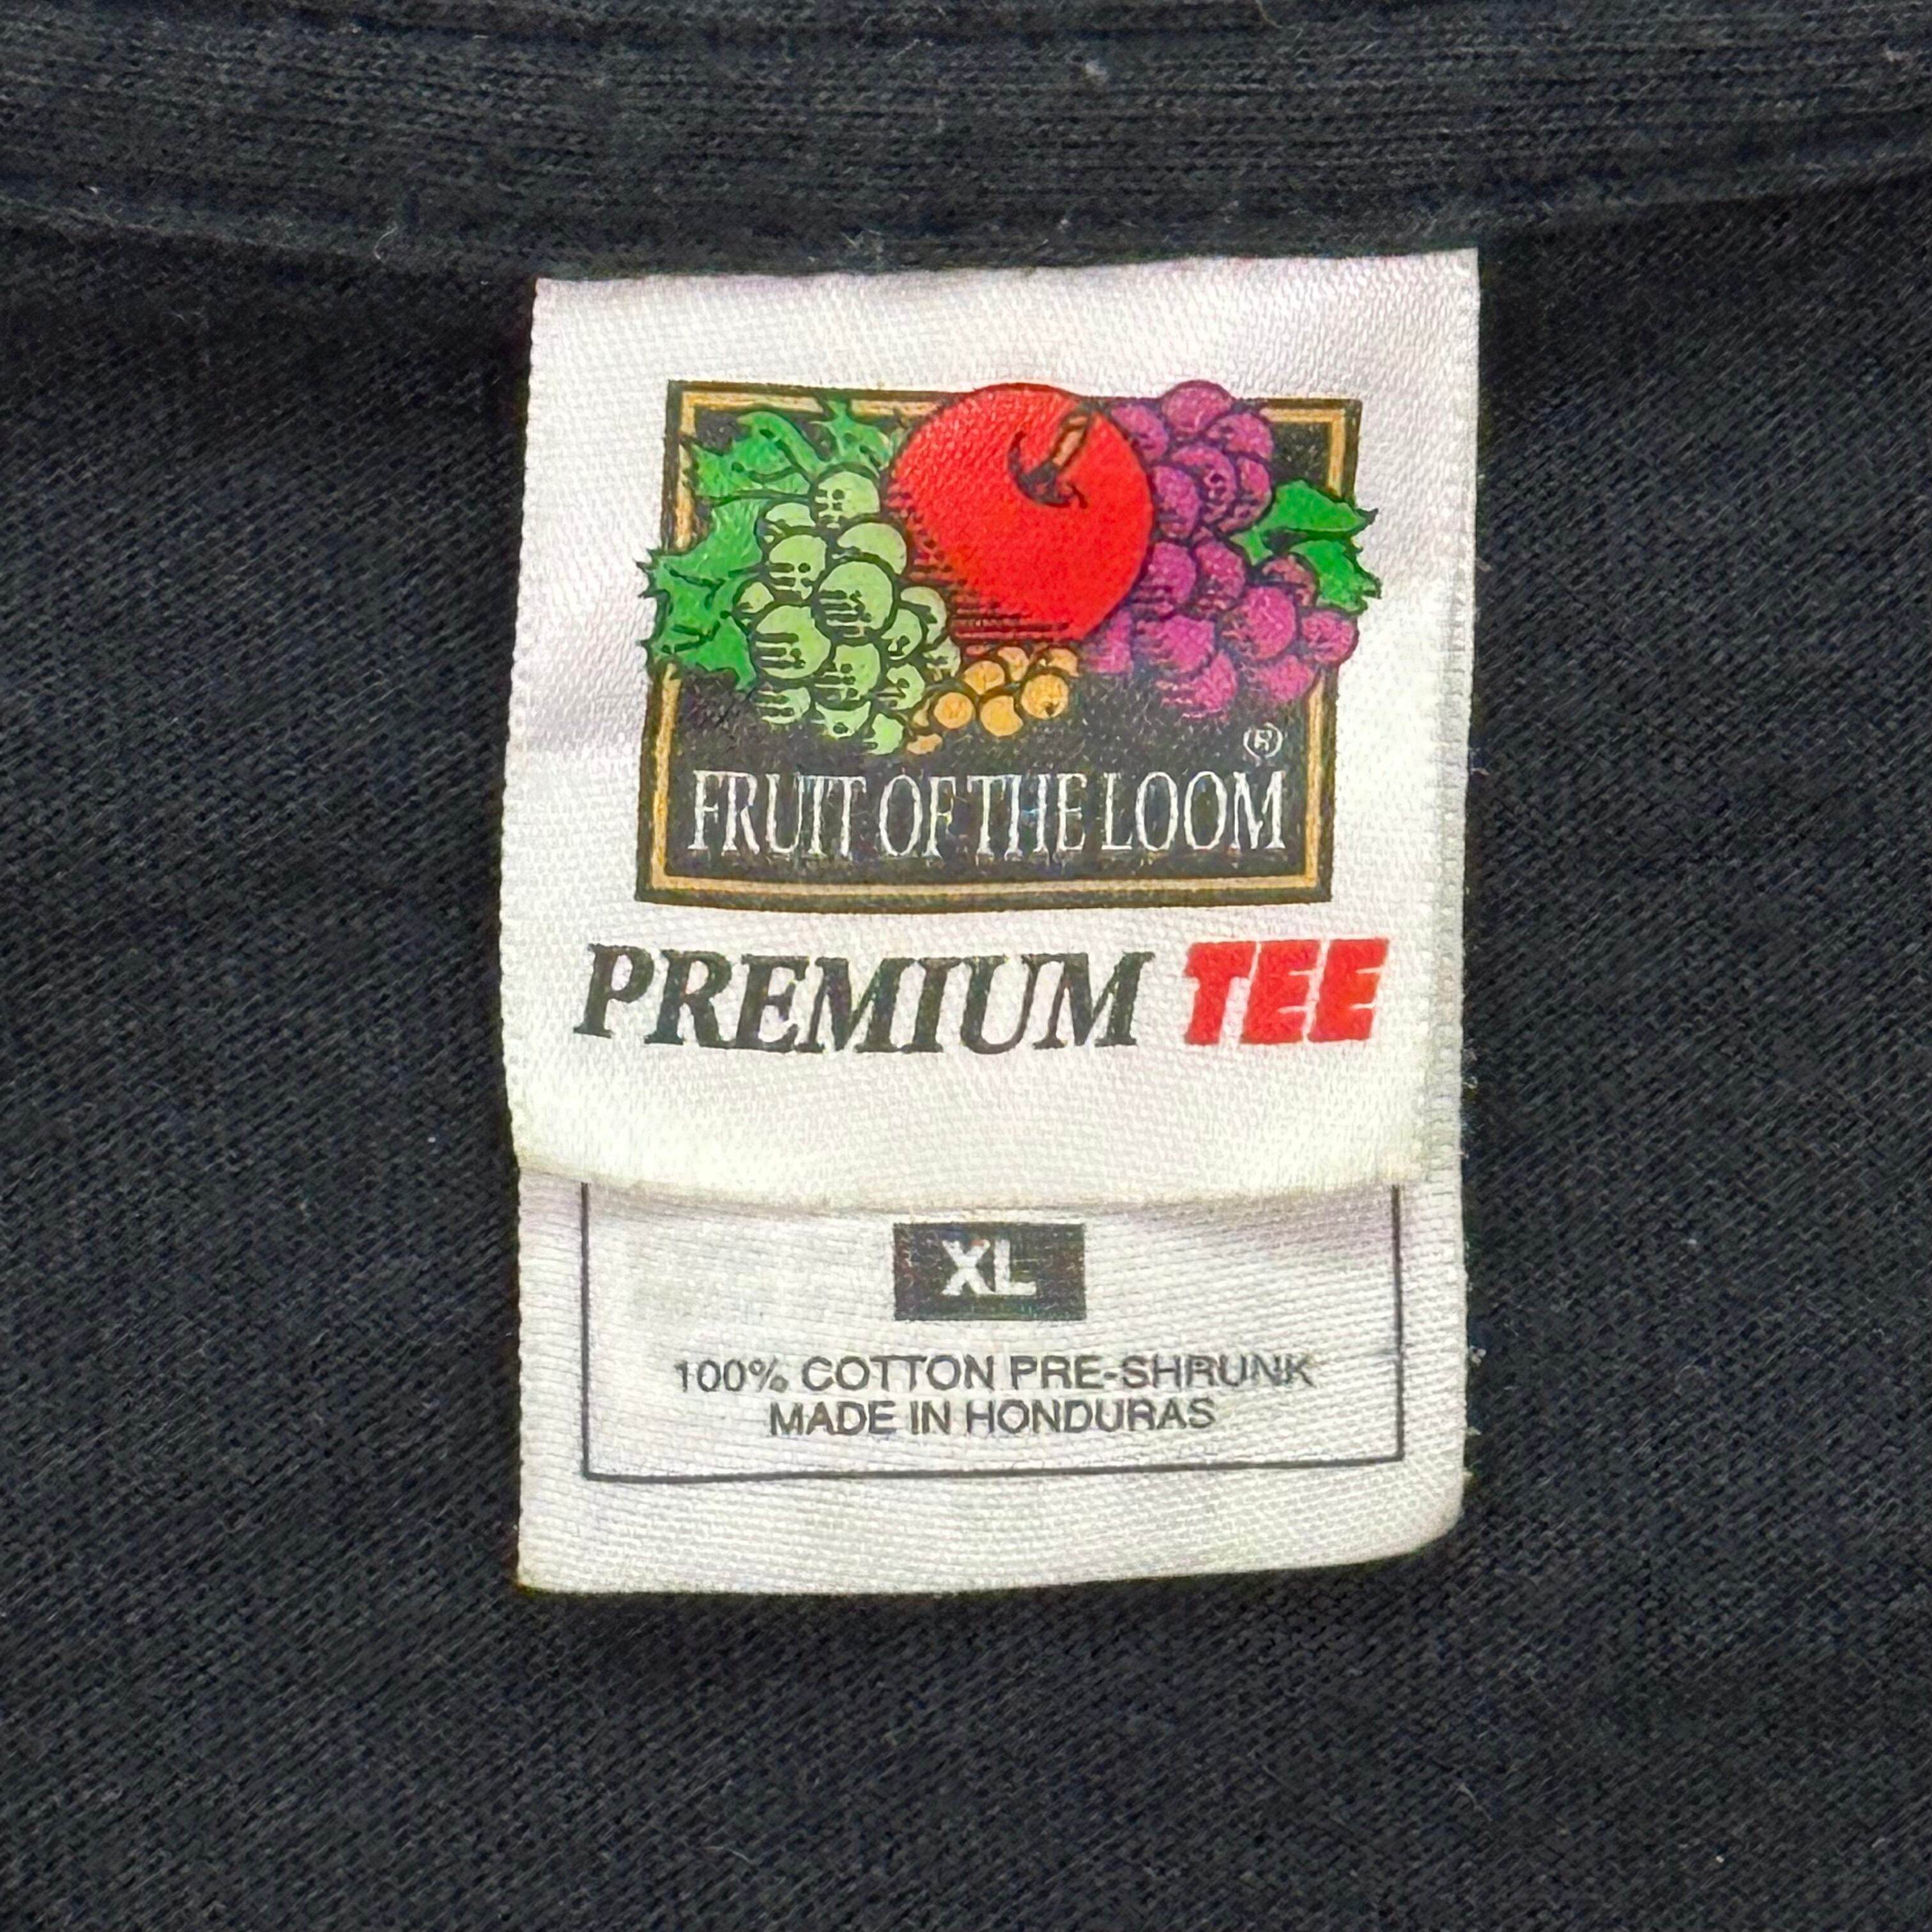 ®
FRUIT OF THE LOOM
PREMIUM TEE
XL
100% COTTON PRE-SHRUNK
MADE IN HONDURAS